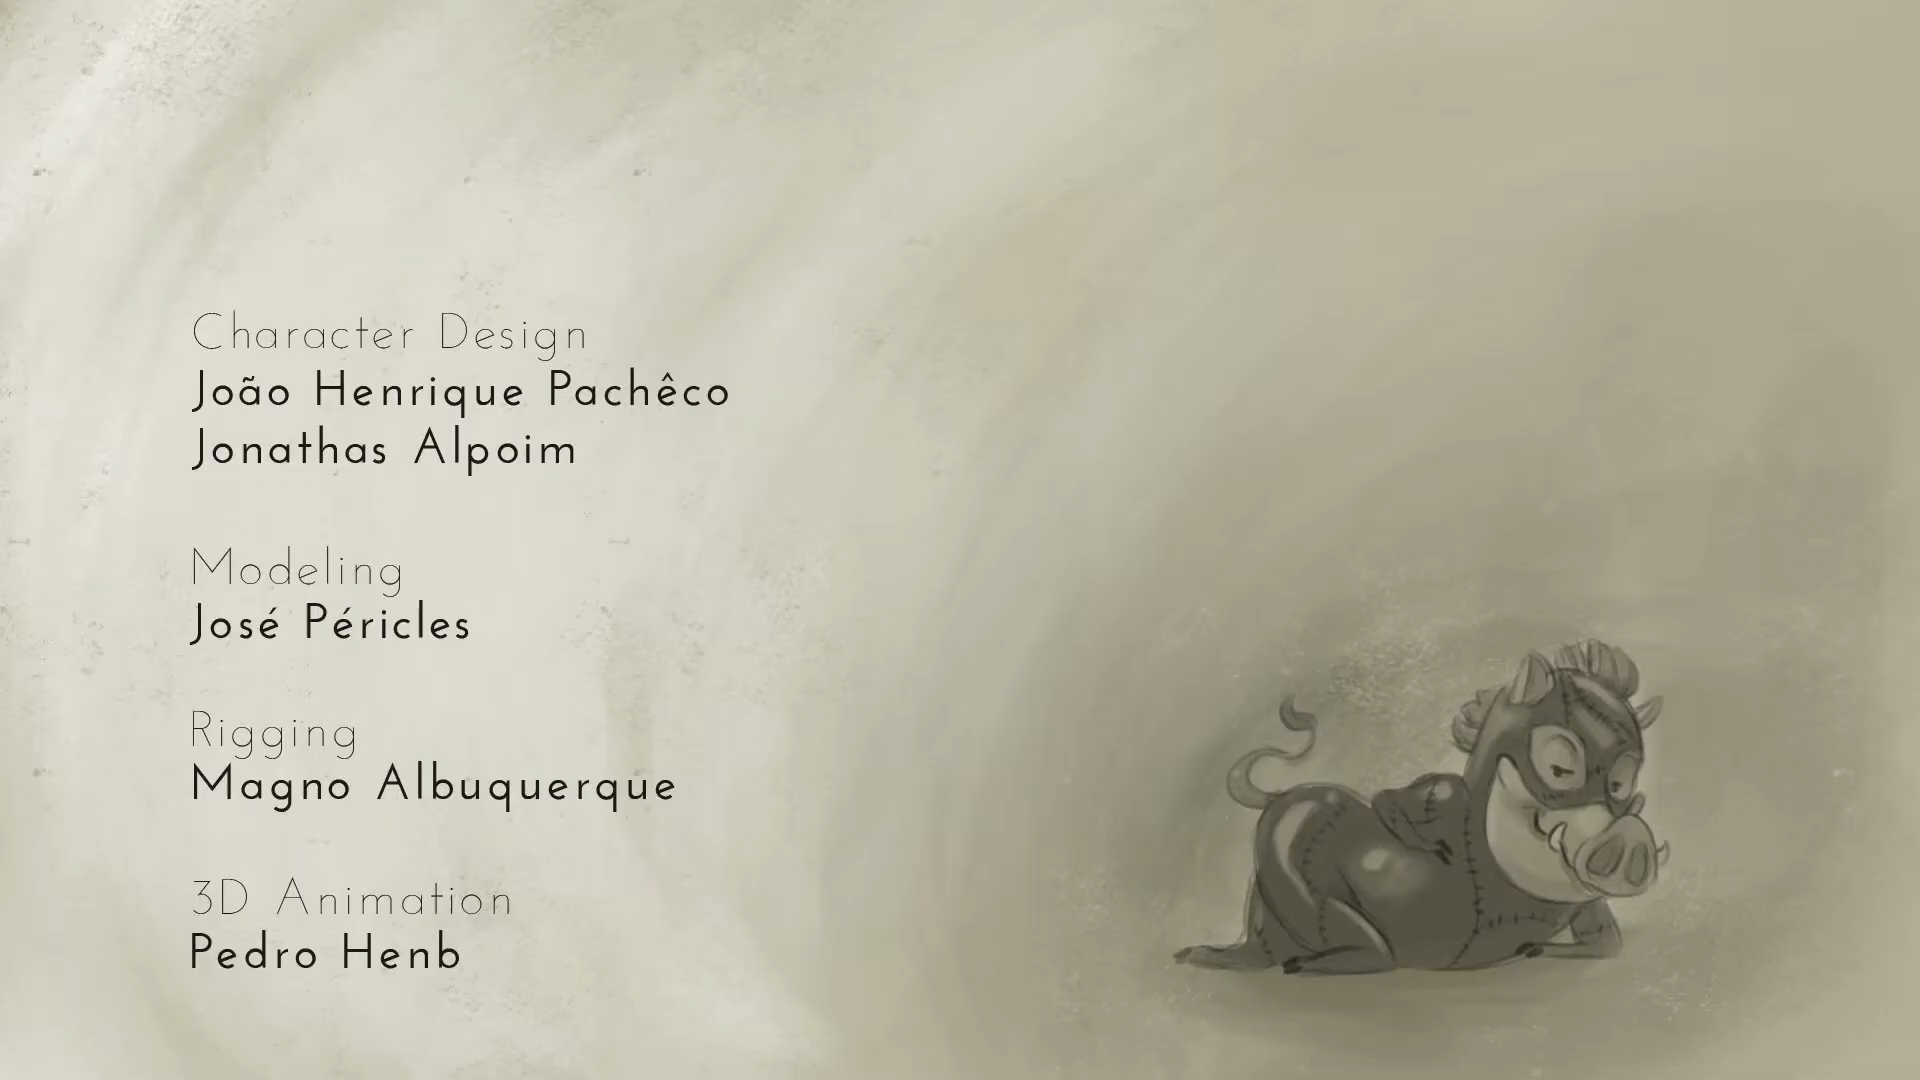 Character Design
João Henrique Pachêco
Jonathas Alpoim
Modeling
José Péricles
Rigging
Magno Albuquerque
3D Animation
Pedro Henb